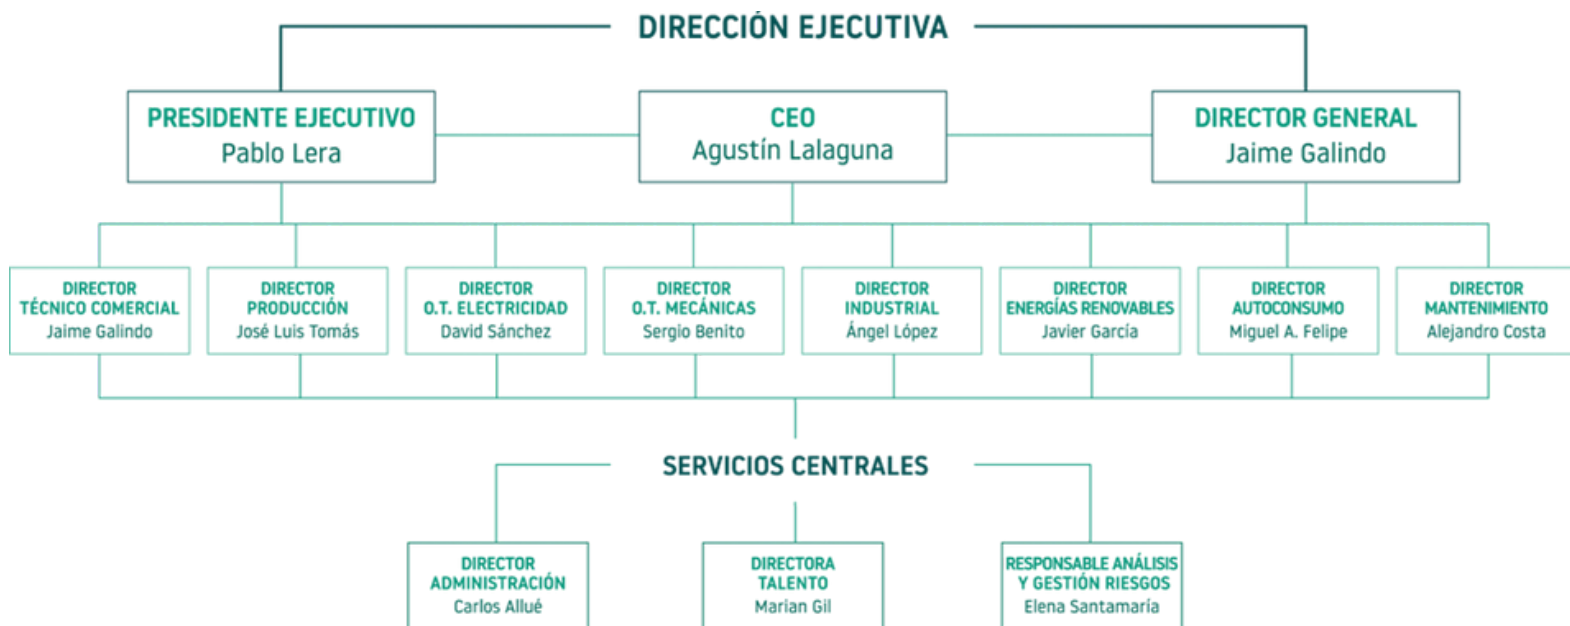 DIRECCIÓN EJECUTIVA
PRESIDENTE EJECUTIVO
Pablo Lera
CEO
Agustín Lalaguna
DIRECTOR GENERAL
Jaime Galindo
DIRECTOR
TÉCNICO COMERCIAL
Jaime Galindo
DIRECTOR
PRODUCCIÓN
José Luis Tomás
DIRECTOR
O.T. ELECTRICIDAD
David Sánchez
DIRECTOR
O.T. MECÁNICAS
Sergio Benito
DIRECTOR
INDUSTRIAL
Ángel López
DIRECTOR
ENERGÍAS RENOVABLES
Javier García
DIRECTOR
AUTOCONSUMO
Miguel A. Felipe
DIRECTOR
MANTENIMIENTO
Alejandro Costa
SERVICIOS CENTRALES
DIRECTOR
ADMINISTRACIÓN
Carlos Allué
DIRECTORA
TALENTO
Marian Gil
RESPONSABLE ANÁLISIS
Y GESTIÓN RIESGOS
Elena Santamaría